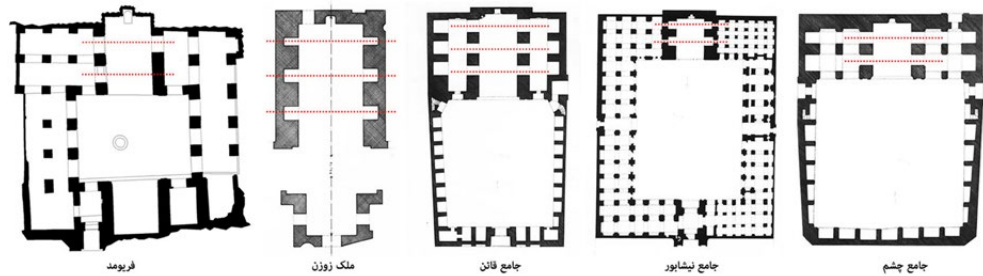 فریومد
ملک زوزن
جامع قائن
جامع نیشابور
جامع چشم